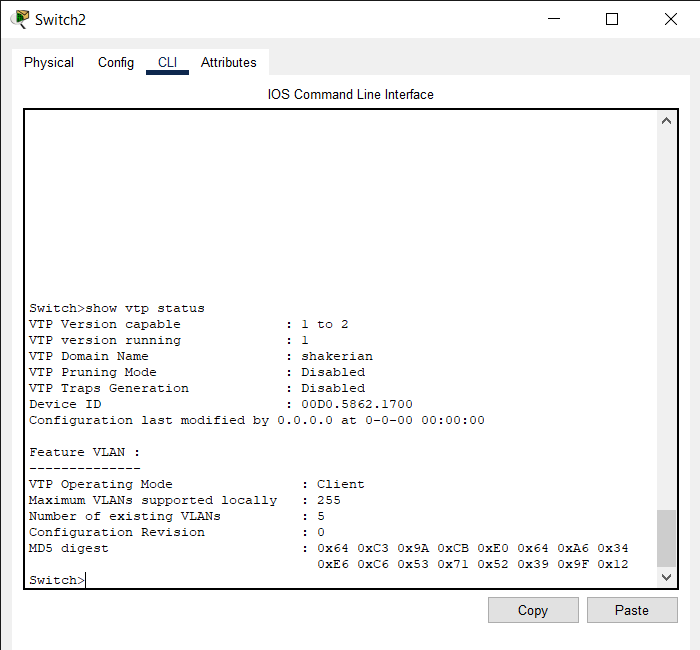 Switch2
Physical Config CLI Attributes
IOS Command Line Interface
Switch>show vtp status
VTP Version capable : 1 to 2
VTP version running : 1
VTP Domain Name : shakerian
VTP Pruning Mode : Disabled
VTP Traps Generation : Disabled
Device ID : 00D0.5862.1700
Configuration last modified by 0.0.0.0 at 0-0-00 00:00:00
Feature VLAN :
--------------
VTP Operating Mode : Client
Maximum VLANs supported locally : 255
Number of existing VLANs : 5
Configuration Revision : 0
MD5 digest : 0x64 0xC3 0x9A 0xCB 0xE0 0x64 0xA6 0x34
0xE6 0xC6 0x53 0x71 0x52 0x39 0x9F 0x12
Switch>
Copy Paste